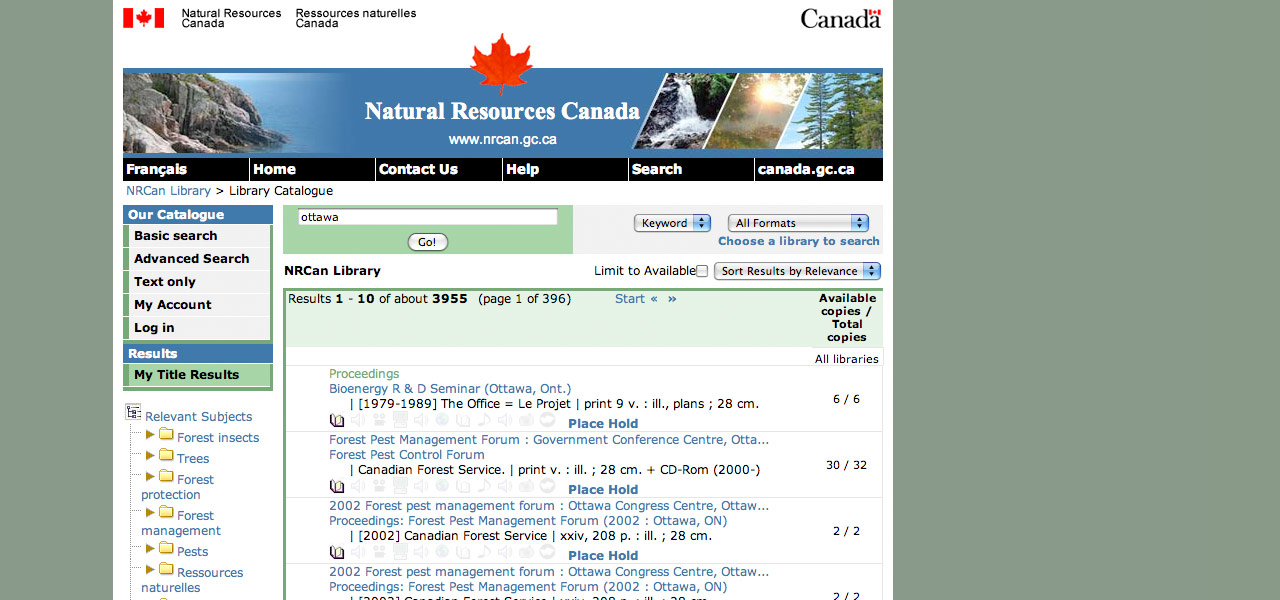 Natural Resources Canada
Ressources naturelles Canada
Canada
Natural Resources Canada
www.nrcan.gc.ca
Français Home Contact Us Help Search canada.gc.ca
NRCan Library > Library Catalogue
Our Catalogue
Basic search
Advanced Search
Text only
My Account
Log in
Results
My Title Results
Relevant Subjects
Forest insects
Trees
Forest
protection
Forest
management
Pests
Ressources
naturelles
ottawa
Go!
Keyword All Formats
Choose a library to search
NRCan Library Limit to Available Sort Results by Relevance
Results 1 - 10 of about 3955 (page 1 of 396) Start « »
Available
copies /
Total
copies
All libraries
Proceedings
Bioenergy R & D Seminar (Ottawa, Ont.)
| [1979-1989] The Office = Le Projet | print 9 v. : ill., plans ; 28 cm.
6 / 6
Place Hold
Forest Pest Management Forum : Government Conference Centre, Otta...
Forest Pest Control Forum
| Canadian Forest Service. | print v. : ill. ; 28 cm. + CD-Rom (2000-)
30 / 32
Place Hold
2002 Forest pest management forum : Ottawa Congress Centre, Ottaw...
Proceedings: Forest Pest Management Forum (2002 : Ottawa, ON)
| [2002] Canadian Forest Service | xxiv, 208 p. : ill. ; 28 cm.
2 / 2
Place Hold
2002 Forest pest management forum : Ottawa Congress Centre, Ottaw...
Proceedings: Forest Pest Management Forum (2002 : Ottawa, ON)
| [2002] Canadian Forest Service | xxiv, 208 p. : ill. ; 28 cm.
2 / 2